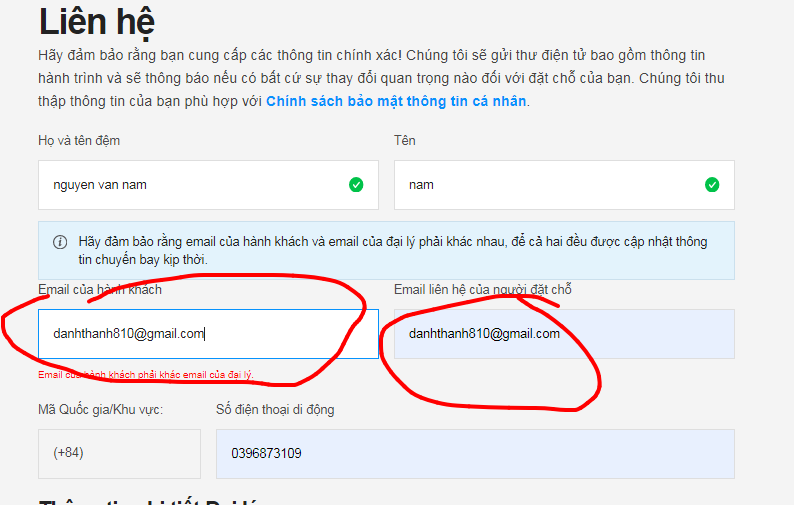 Liên hệ
Hãy đảm bảo rằng bạn cung cấp các thông tin chính xác! Chúng tôi sẽ gửi thư điện tử bao gồm thông tin
hành trình và sẽ thông báo nếu có bất cứ sự thay đổi quan trọng nào đối với đặt chỗ của bạn. Chúng tôi thu
thập thông tin của bạn phù hợp với Chính sách bảo mật thông tin cá nhân.
Họ và tên đệm
Tên
nguyen van nam
nam
Hãy đảm bảo rằng email của hành khách và email của đại lý phải khác nhau, để cả hai đều được cập nhật thông
tin chuyến bay kịp thời.
Email của hành khách
Email liên hệ của người đặt chỗ
danhthanh810@gmail.com
danhthanh810@gmail.com
Email của hành khách phải khác email của đại lý.
Mã Quốc gia/Khu vực:
Số điện thoại di động
(+84)
0396873109